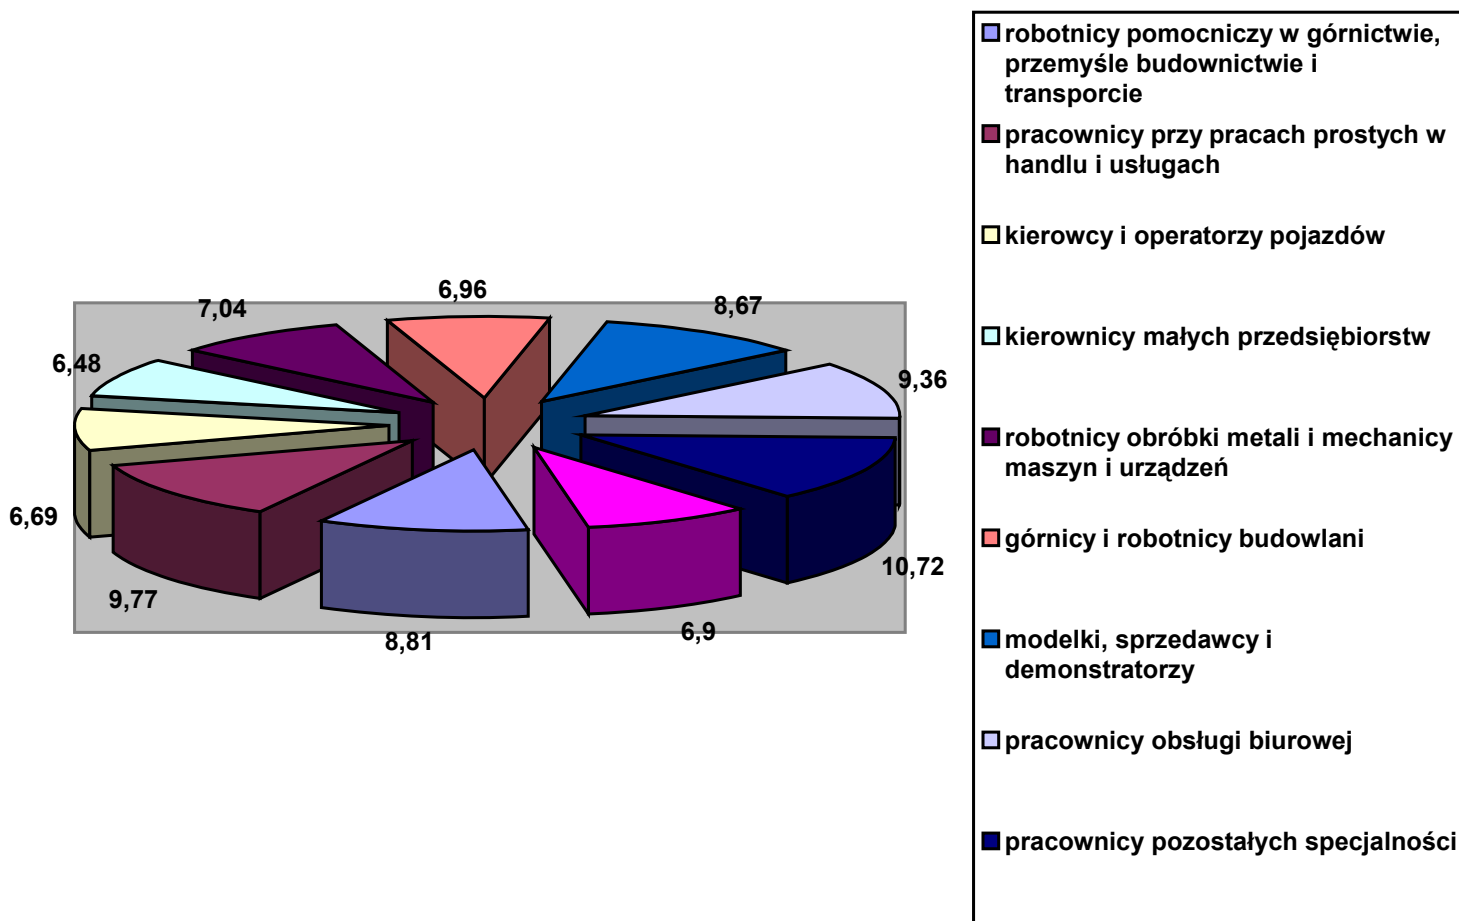 robotnicy pomocniczy w górnictwie,
przemyśle budownictwie i
transporcie
pracownicy przy pracach prostych w
handlu i usługach
kierowcy i operatorzy pojazdów
kierownicy małych przedsiębiorstw
robotnicy obróbki metali i mechanicy
maszyn i urządzeń
górnicy i robotnicy budowlani
modelki, sprzedawcy i
demonstratorzy
pracownicy obsługi biurowej
pracownicy pozostałych specjalności
6,96
7,04
8,67
6,48
9,36
6,69
10,72
9,77
6,9
8,81